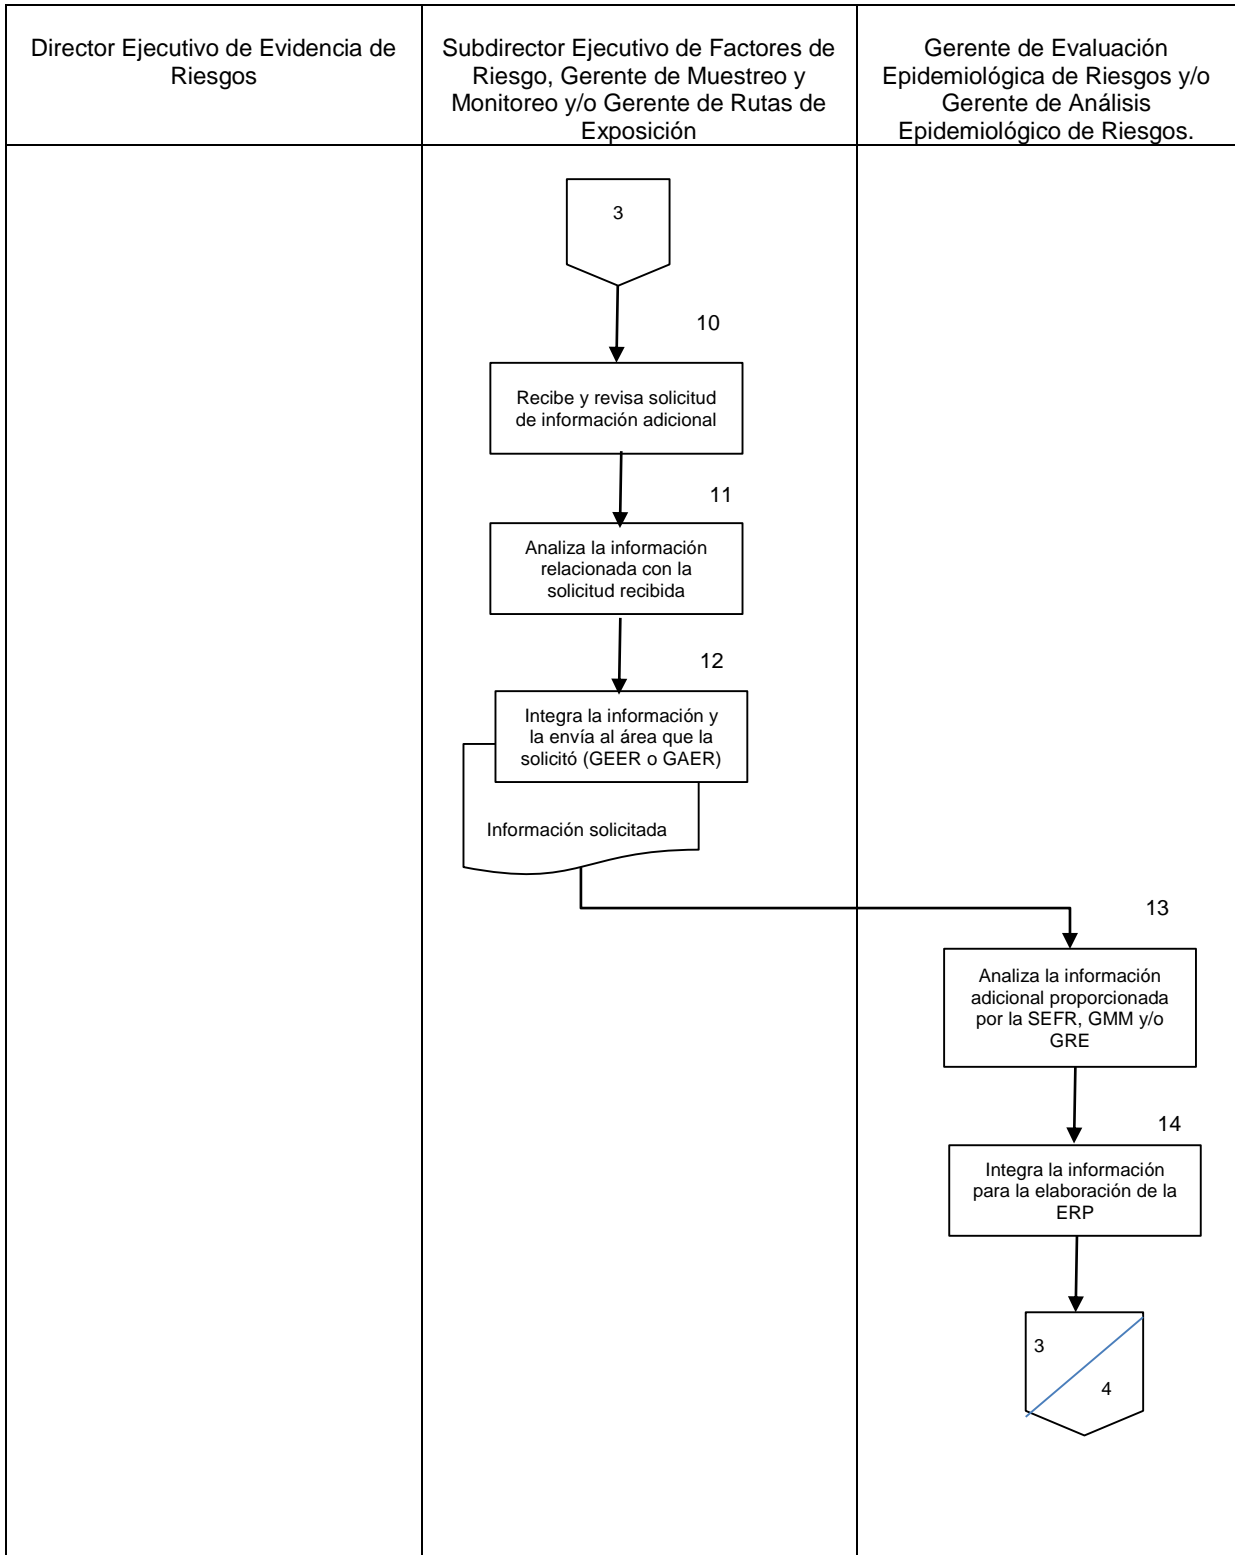 Director Ejecutivo de Evidencia de
Riesgos
Subdirector Ejecutivo de Factores de
Riesgo, Gerente de Muestreo y
Monitoreo y/o Gerente de Rutas de
Exposición
Gerente de Evaluación
Epidemiológica de Riesgos y/o
Gerente de Análisis
Epidemiológico de Riesgos.
3
10
Recibe y revisa solicitud
de información adicional
11
Analiza la información
relacionada con la
solicitud recibida
12
Integra la información y
la envía al área que la
solicitó (GEER o GAER)
Información solicitada
13
Analiza la información
adicional proporcionada
por la SEFR, GMM y/o
GRE
14
Integra la información
para la elaboración de la
ERP
3
4